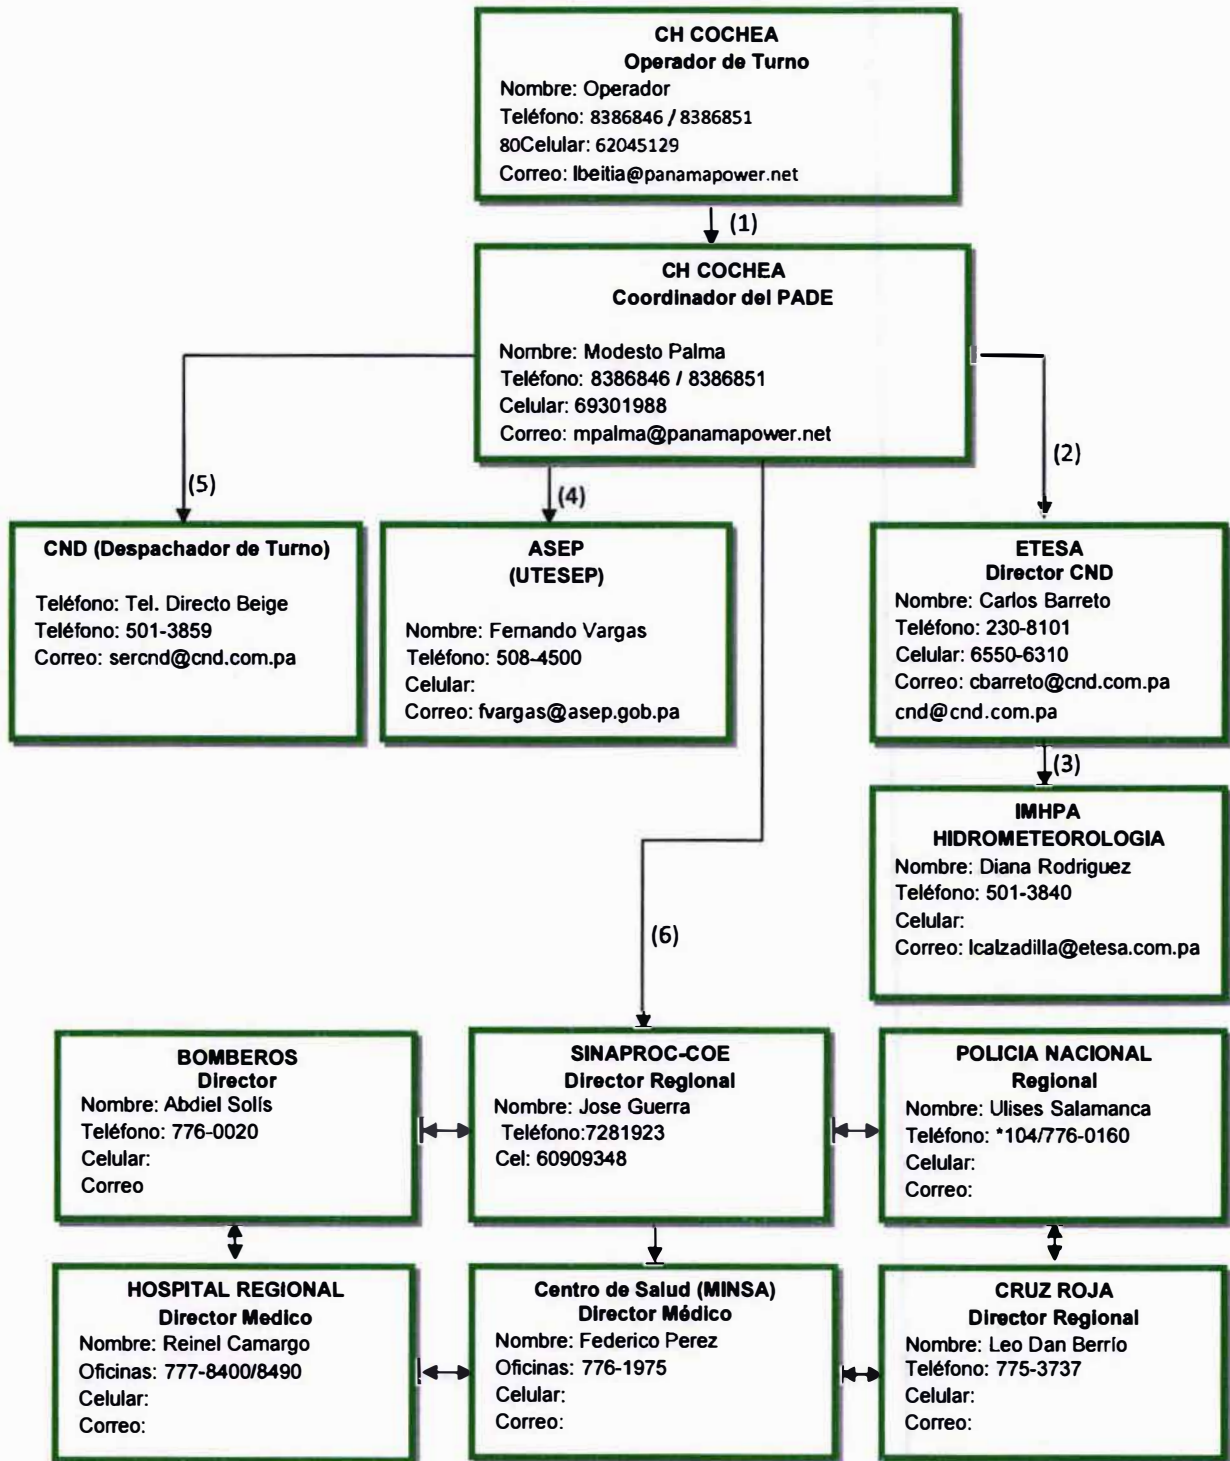 CH COCHEA
Operador de Turno
Nombre: Operador
Teléfono: 8386846 / 8386851
80Celular: 62045129
Correo: lbeitia@panamapower.net
(1)
CH COCHEA
Coordinador del PADE
Nombre: Modesto Palma
Teléfono: 8386846 / 8386851
Celular: 69301988
Correo: mpalma@panamapower.net
(5)
(4)
(2)
CND (Despachador de Turno)
Teléfono: Tel. Directo Beige
Teléfono: 501-3859
Correo: sercnd@cnd.com.pa
ASEP
(UTESEP)
Nombre: Fernando Vargas
Teléfono: 508-4500
Celular:
Correo: fvargas@asep.gob.pa
ETESA
Director CND
Nombre: Carlos Barreto
Teléfono: 230-8101
Celular: 6550-6310
Correo: cbarreto@cnd.com.pa
cnd@cnd.com.pa
(3)
IMHPA
HIDROMETEOROLOGIA
Nombre: Diana Rodriguez
Teléfono: 501-3840
Celular:
Correo: lcalzadilla@etesa.com.pa
(6)
BOMBEROS
Director
Nombre: Abdiel Solís
Teléfono: 776-0020
Celular:
Correo
SINAPROC-COE
Director Regional
Nombre: Jose Guerra
Teléfono:7281923
Cel: 60909348
POLICIA NACIONAL
Regional
Nombre: Ulises Salamanca
Teléfono: *104/776-0160
Celular:
Correo:
HOSPITAL REGIONAL
Director Medico
Nombre: Reinel Camargo
Oficinas: 777-8400/8490
Celular:
Correo:
Centro de Salud (MINSA)
Director Médico
Nombre: Federico Perez
Oficinas: 776-1975
Celular:
Correo:
CRUZ ROJA
Director Regional
Nombre: Leo Dan Berrío
Teléfono: 775-3737
Celular:
Correo: